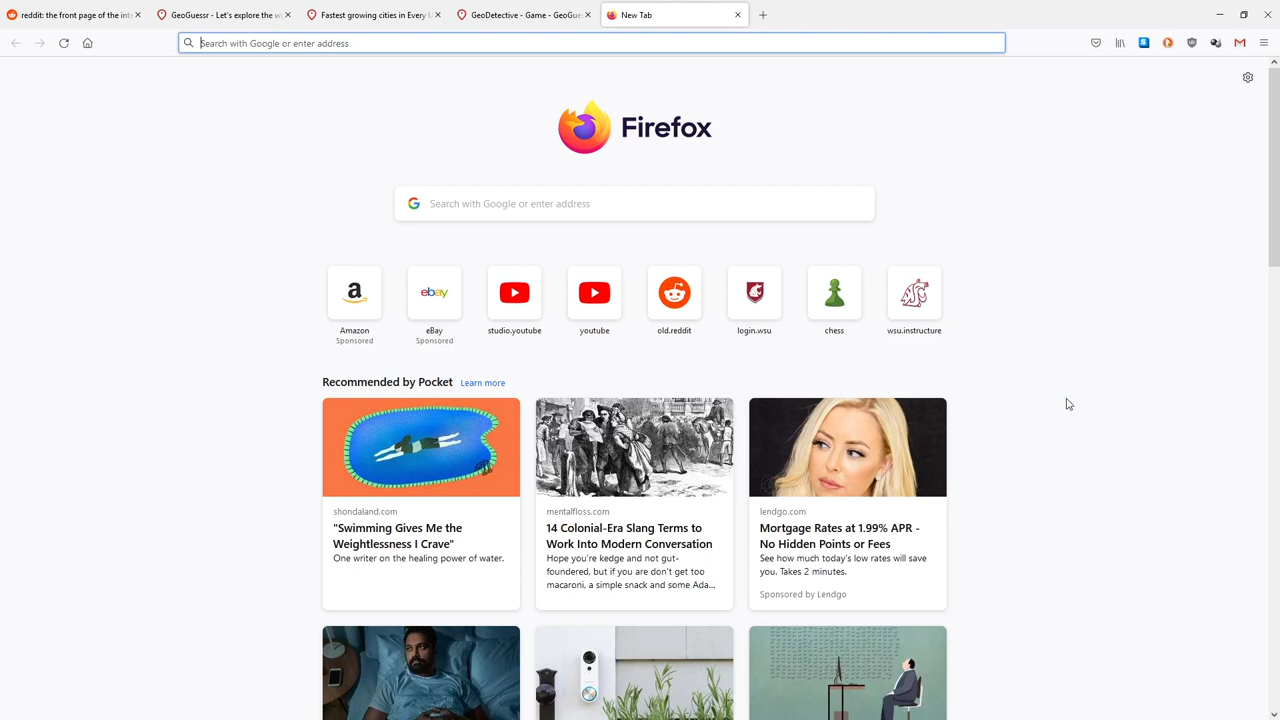 reddit: the front page of the int
GeoGuessr - Let's explore the w
Fastest growing cities in Every U
GeoDetective - Game - GeoGues
New Tab
Search with Google or enter address
Firefox
Search with Google or enter address
a
ebay
Amazon
Sponsored
eBay
Sponsored
studio.youtube
youtube
old.reddit
login.wsu
chess
wsu.instructure
Recommended by Pocket Learn more
shondaland.com
"Swimming Gives Me the
Weightlessness I Crave"
One writer on the healing power of water.
mentalfloss.com
14 Colonial-Era Slang Terms to
Work Into Modern Conversation
Hope you're kedge and not gut-
foundered, but if you are don't get too
macaroni, a simple snack and some Ada...
lendgo.com
Mortgage Rates at 1.99% APR -
No Hidden Points or Fees
See how much today's low rates will save
you. Takes 2 minutes.
Sponsored by Lendgo